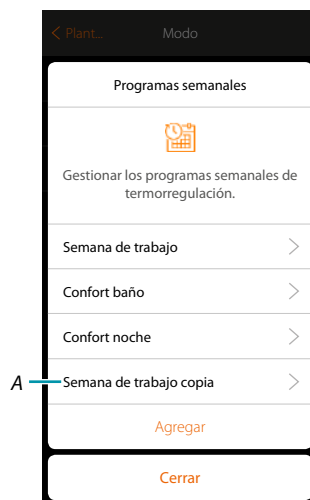 < Plant... Modo
Programas semanales
Gestionar los programas semanales de
termorregulación.
Semana de trabajo
Confort baño
Confort noche
A Semana de trabajo copia
Agregar
Cerrar